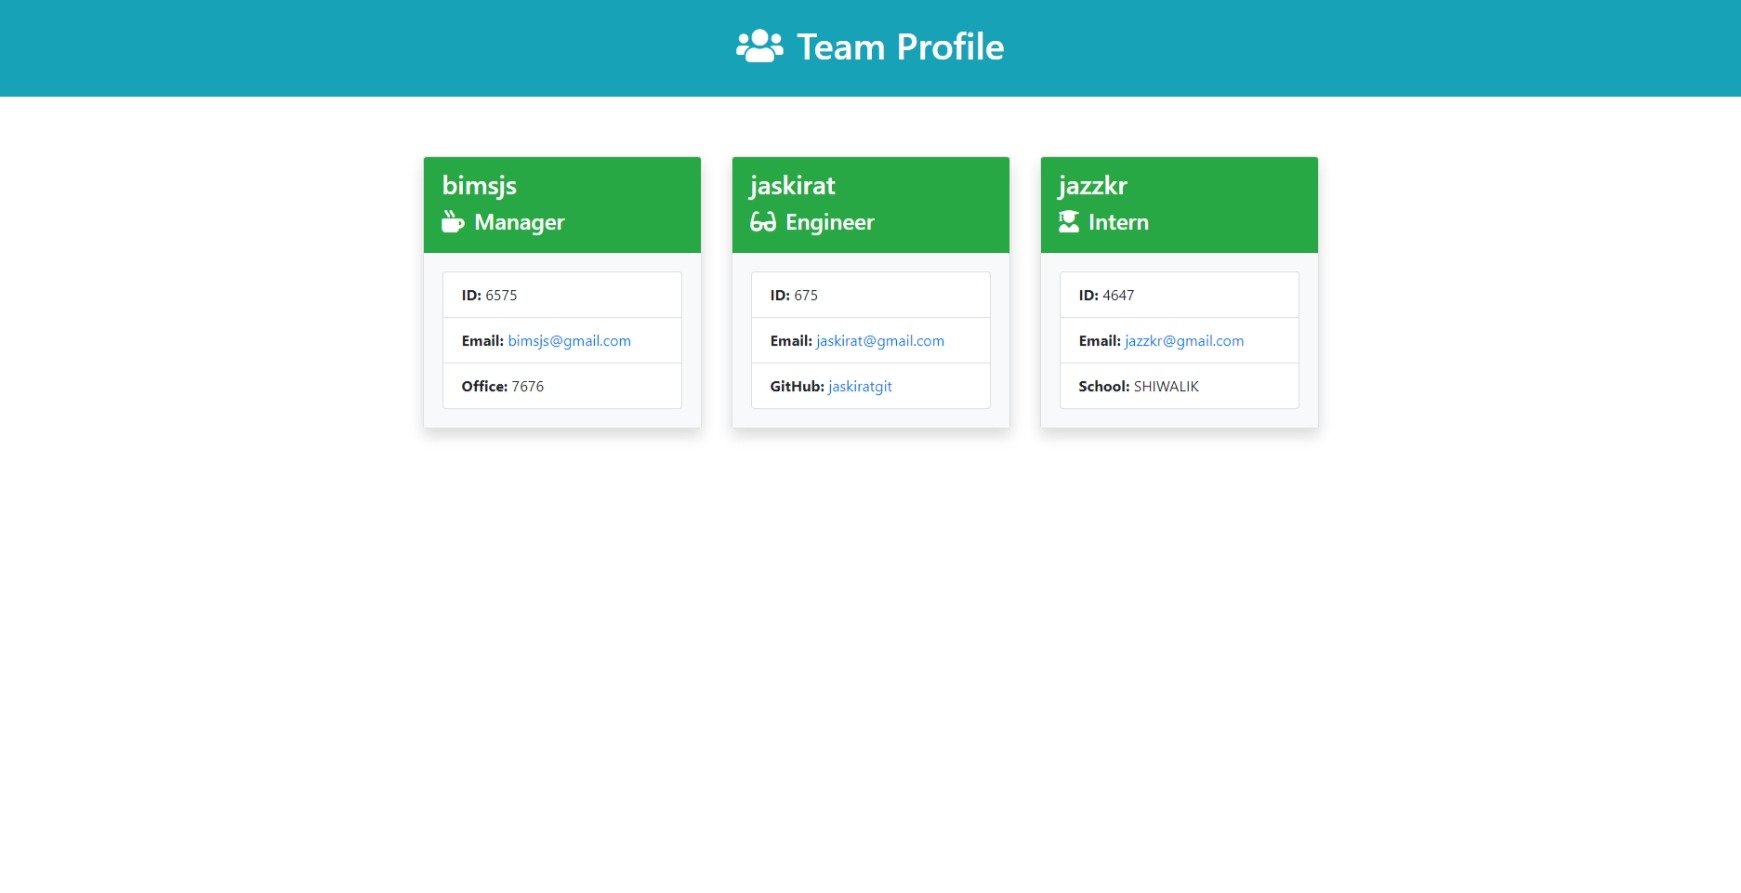 Team Profile
bimsjs
Manager
ID: 6575
Email: bimsjs@gmail.com
Office: 7676
jaskirat
Engineer
ID: 675
Email: jaskirat@gmail.com
GitHub: jaskiratgit
jazzkr
Intern
ID: 4647
Email: jazzkr@gmail.com
School: SHIWALIK